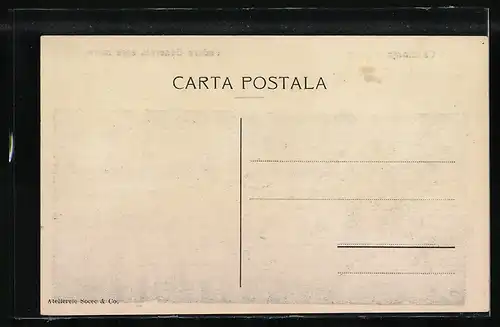 CARTA POSTALA
Atelierele Socec & Co.